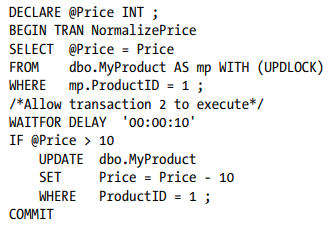 DECLARE @Price INT ;
BEGIN TRAN NormalizePrice
SELECT  @Price = Price
FROM    dbo.MyProduct AS mp WITH (UPDLOCK)
WHERE   mp.ProductID = 1 ;
/*Allow transaction 2 to execute*/
WAITFOR DELAY  '00:00:10'
IF @Price > 10
    UPDATE  dbo.MyProduct
    SET     Price = Price - 10
    WHERE   ProductID = 1 ;
COMMIT